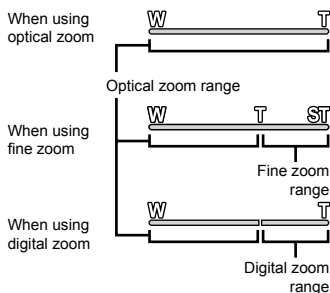 When using
optical zoom
W T
Optical zoom range
When using
fine zoom
W T ST
Fine zoom
range
When using
digital zoom
W T
Digital zoom
range